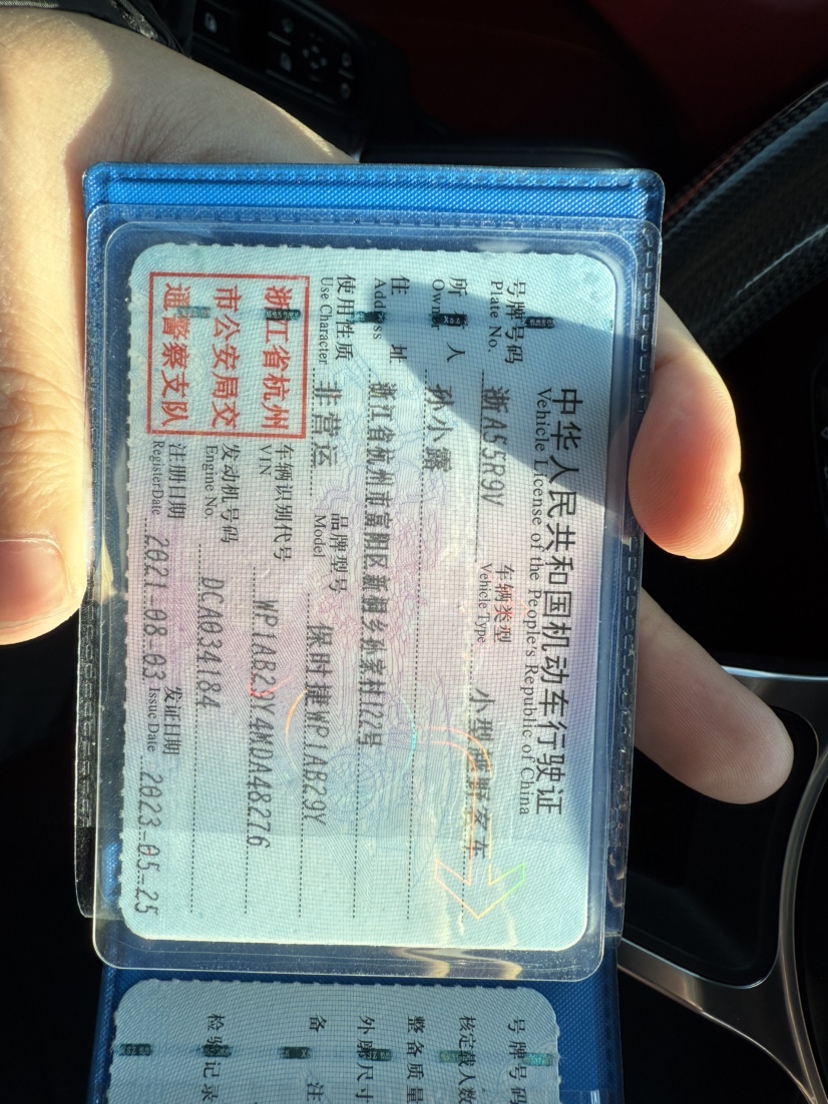 中华人民共和国机动车行驶证
Vehicle License of the People's Republic of China
号牌号码 浙A55R9V 车辆类型 小型越野客车
Plate No. Vehicle Type
所有人 孙小露
Owner
住址 浙江省杭州市富阳区新桐乡孙家村122号
Address
使用性质 非营运 品牌型号 保时捷WP1AB29Y
Use Character Model
浙江省杭州
市公安局交
通警察支队
车辆识别代号 WP1AB29Y4MDA48276
VIN
发动机号码 DCA034184
Engine No.
注册日期 2021-08-03 发证日期 2023-05-25
Register Date Issue Date
号牌号码
核定载人数
整备质量
外廓尺寸
备注
检验记录